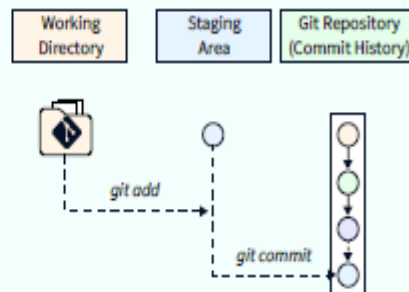 Working
Directory
Staging
Area
Git Repository
(Commit History)
git add
git commit